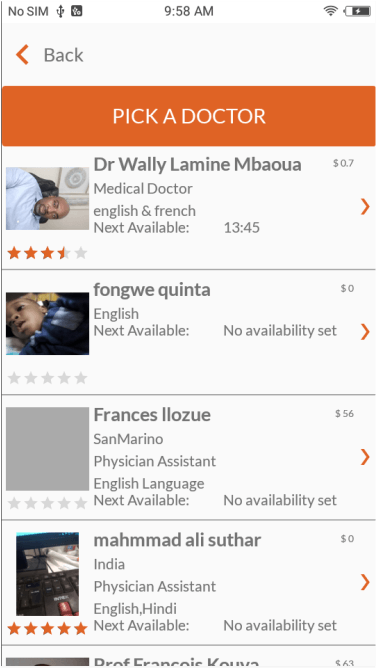 No SIM 9:58 AM
Back
PICK A DOCTOR
Dr Wally Lamine Mbaoua $ 0.7
Medical Doctor
english & french
Next Available: 13:45
fongwe quinta $ 0
English
Next Available: No availability set
Frances llozue $ 56
SanMarino
Physician Assistant
English Language
Next Available: No availability set
mahmmad ali suthar $ 0
India
Physician Assistant
English,Hindi
Next Available: No availability set
Prof Francois Kouya $ 63